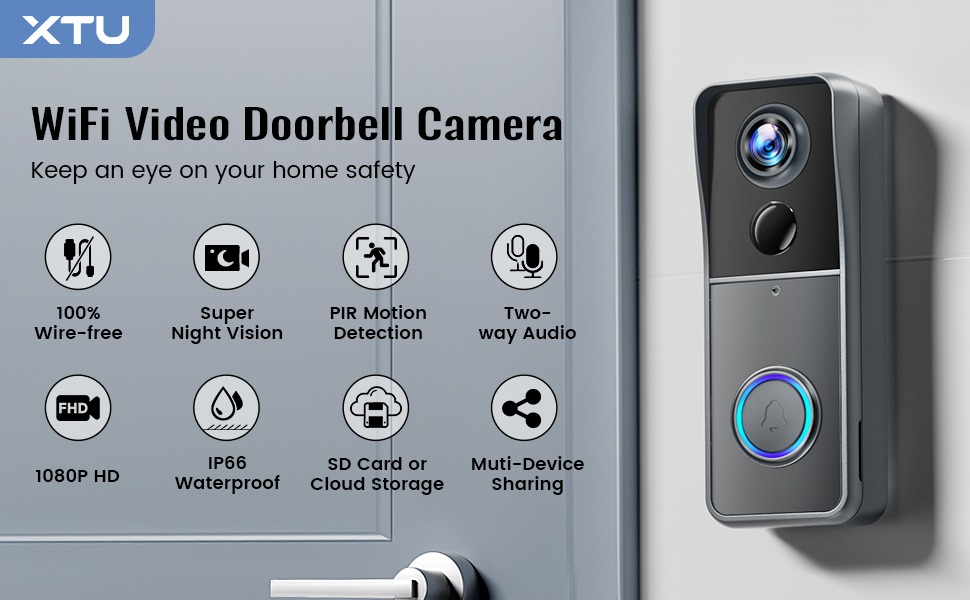 XTU
WiFi Video Doorbell Camera
Keep an eye on your home safety
100%
Wire-free
Super
Night Vision
PIR Motion
Detection
Two-
way Audio
FHD
1080P HD
IP66
Waterproof
SD Card or
Cloud Storage
Muti-Device
Sharing